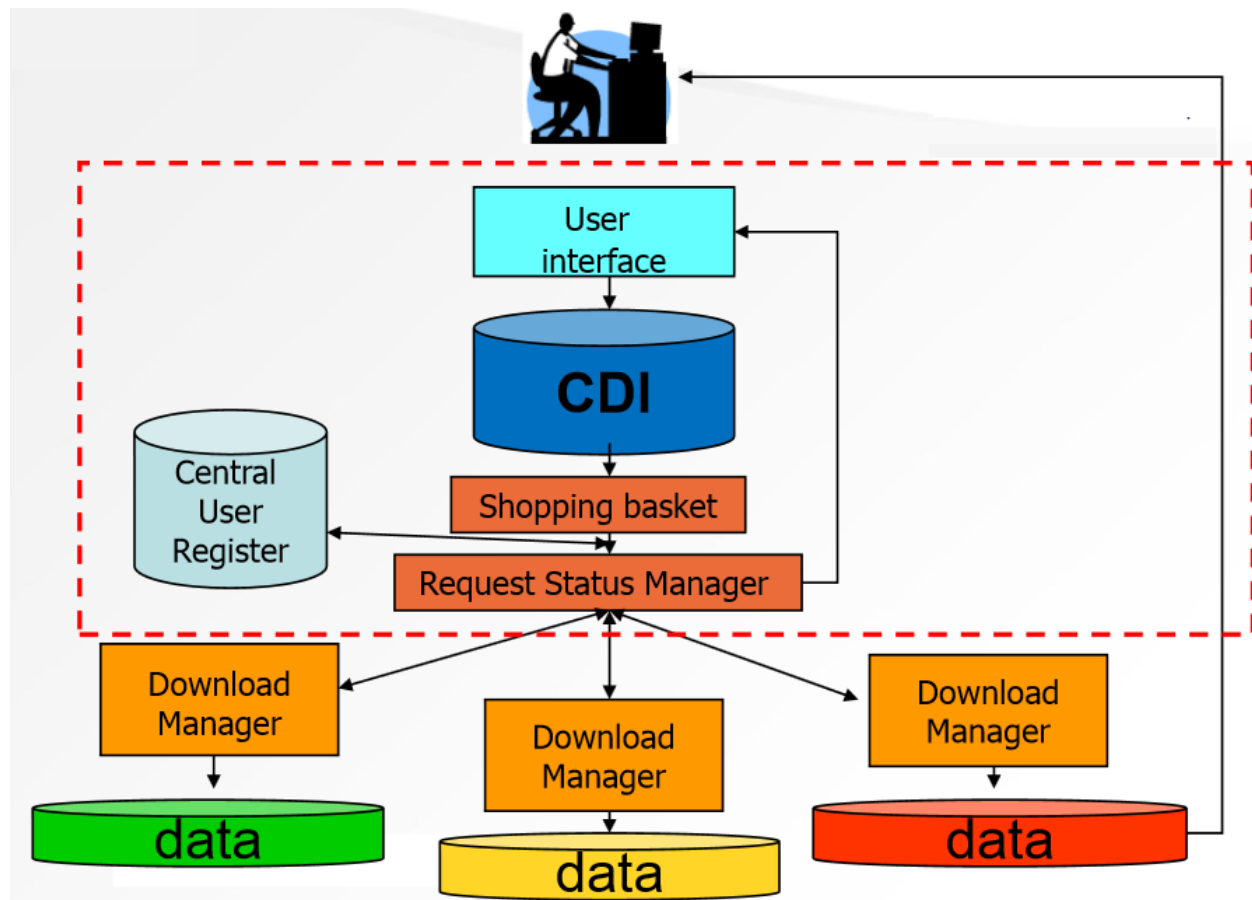 User
interface
CDI
Central
User
Register
Shopping basket
Request Status Manager
Download
Manager
Download
Manager
Download
Manager
data
data
data